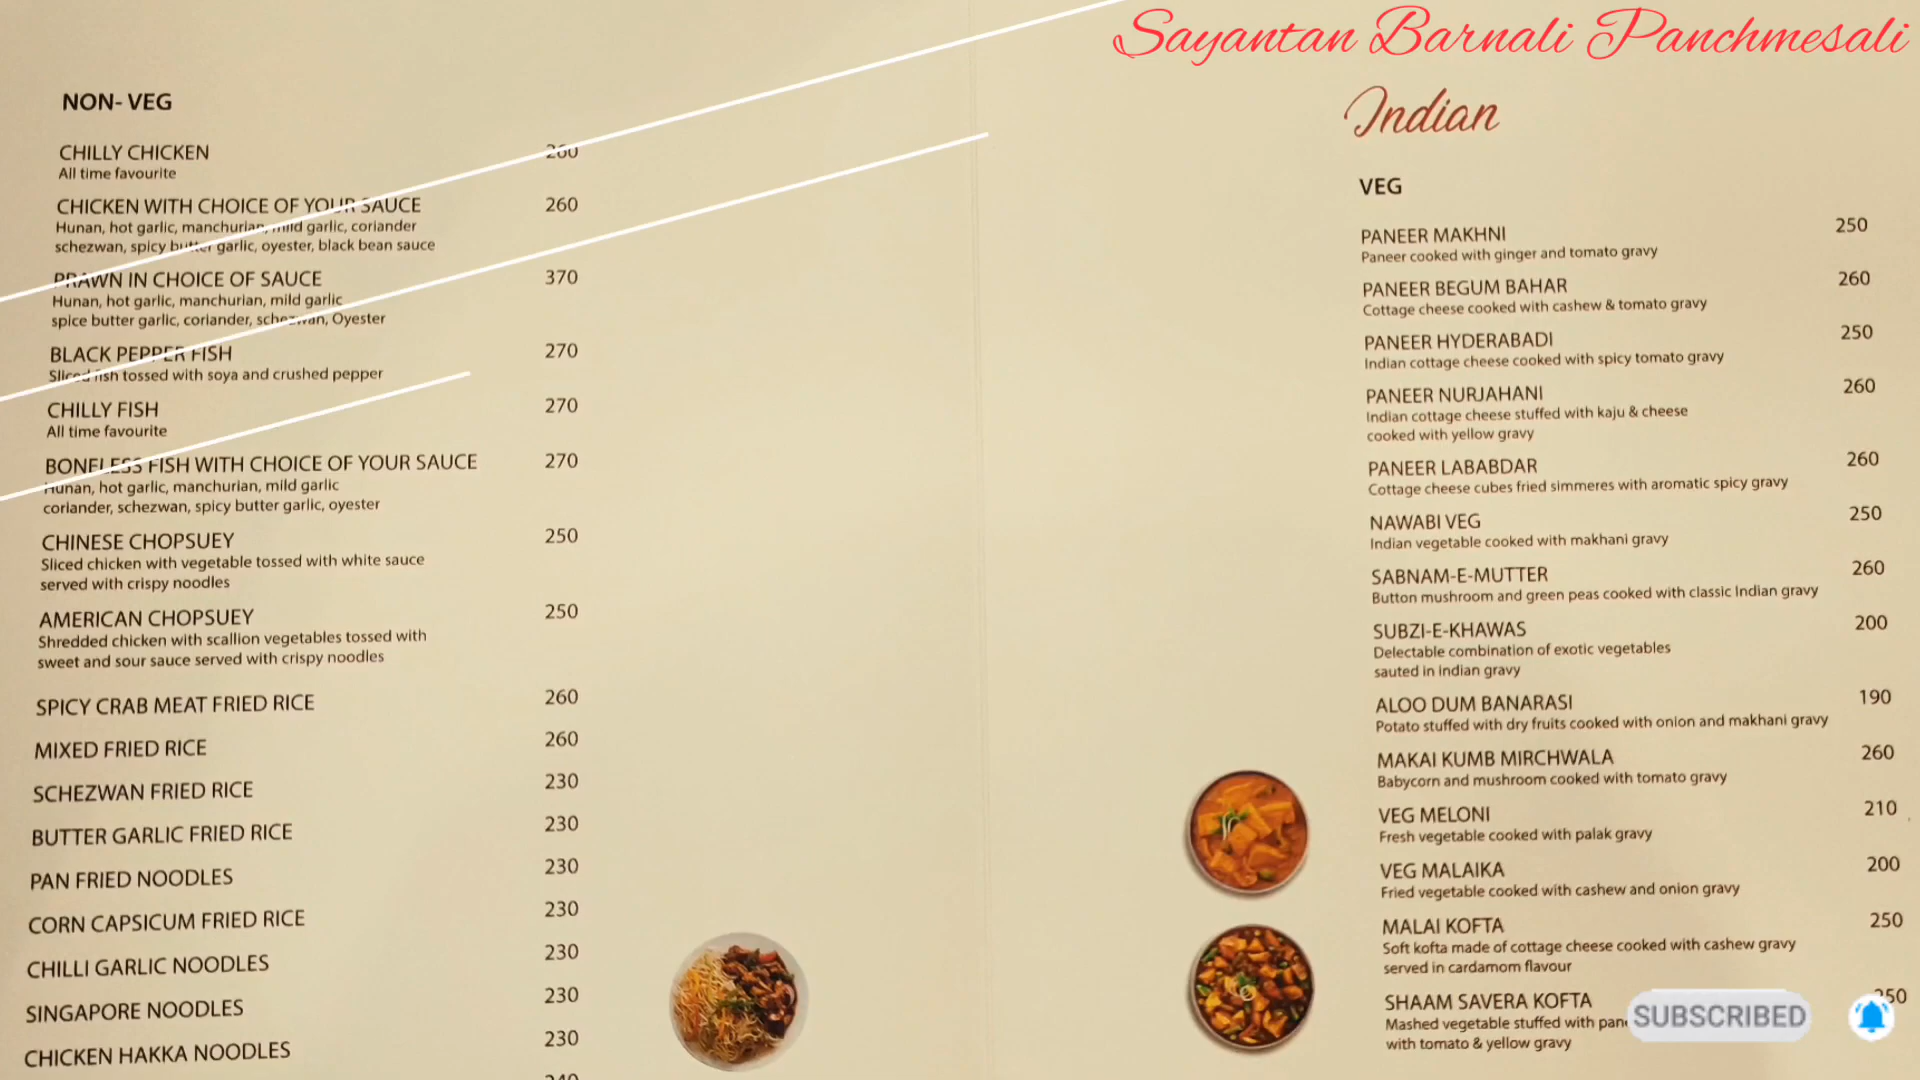 Sayantan Barnali Panchmesali
NON- VEG
CHILLY CHICKEN 260
All time favourite
CHICKEN WITH CHOICE OF YOUR SAUCE 260
Hunan, hot garlic, manchurian, mild garlic, coriander
schezwan, spicy butter garlic, oyester, black bean sauce
PRAWN IN CHOICE OF SAUCE 370
Hunan, hot garlic, manchurian, mild garlic
spice butter garlic, coriander, schezwan, Oyester
BLACK PEPPER FISH 270
Sliced fish tossed with soya and crushed pepper
CHILLY FISH 270
All time favourite
BONELESS FISH WITH CHOICE OF YOUR SAUCE 270
Hunan, hot garlic, manchurian, mild garlic
coriander, schezwan, spicy butter garlic, oyester
CHINESE CHOPSUEY 250
Sliced chicken with vegetable tossed with white sauce
served with crispy noodles
AMERICAN CHOPSUEY 250
Shredded chicken with scallion vegetables tossed with
sweet and sour sauce served with crispy noodles
SPICY CRAB MEAT FRIED RICE 260
MIXED FRIED RICE 260
SCHEZWAN FRIED RICE 230
BUTTER GARLIC FRIED RICE 230
PAN FRIED NOODLES 230
CORN CAPSICUM FRIED RICE 230
CHILLI GARLIC NOODLES 230
SINGAPORE NOODLES 230
CHICKEN HAKKA NOODLES 230
Indian
VEG
PANEER MAKHNI 250
Paneer cooked with ginger and tomato gravy
PANEER BEGUM BAHAR 260
Cottage cheese cooked with cashew & tomato gravy
PANEER HYDERABADI 250
Indian cottage cheese cooked with spicy tomato gravy
PANEER NURJAHANI 260
Indian cottage cheese stuffed with kaju & cheese
cooked with yellow gravy
PANEER LABABDAR 260
Cottage cheese cubes fried simmeres with aromatic spicy gravy
NAWABI VEG 250
Indian vegetable cooked with makhani gravy
SABNAM-E-MUTTER 260
Button mushroom and green peas cooked with classic Indian gravy
SUBZI-E-KHAWAS 200
Delectable combination of exotic vegetables
sauted in indian gravy
ALOO DUM BANARASI 190
Potato stuffed with dry fruits cooked with onion and makhani gravy
MAKAI KUMB MIRCHWALA 260
Babycorn and mushroom cooked with tomato gravy
VEG MELONI 210
Fresh vegetable cooked with palak gravy
VEG MALAIKA 200
Fried vegetable cooked with cashew and onion gravy
MALAI KOFTA 250
Soft kofta made of cottage cheese cooked with cashew gravy
served in cardamom flavour
SHAAM SAVERA KOFTA
Mashed vegetable stuffed with
with tomato & yellow gravy
SUBSCRIBED